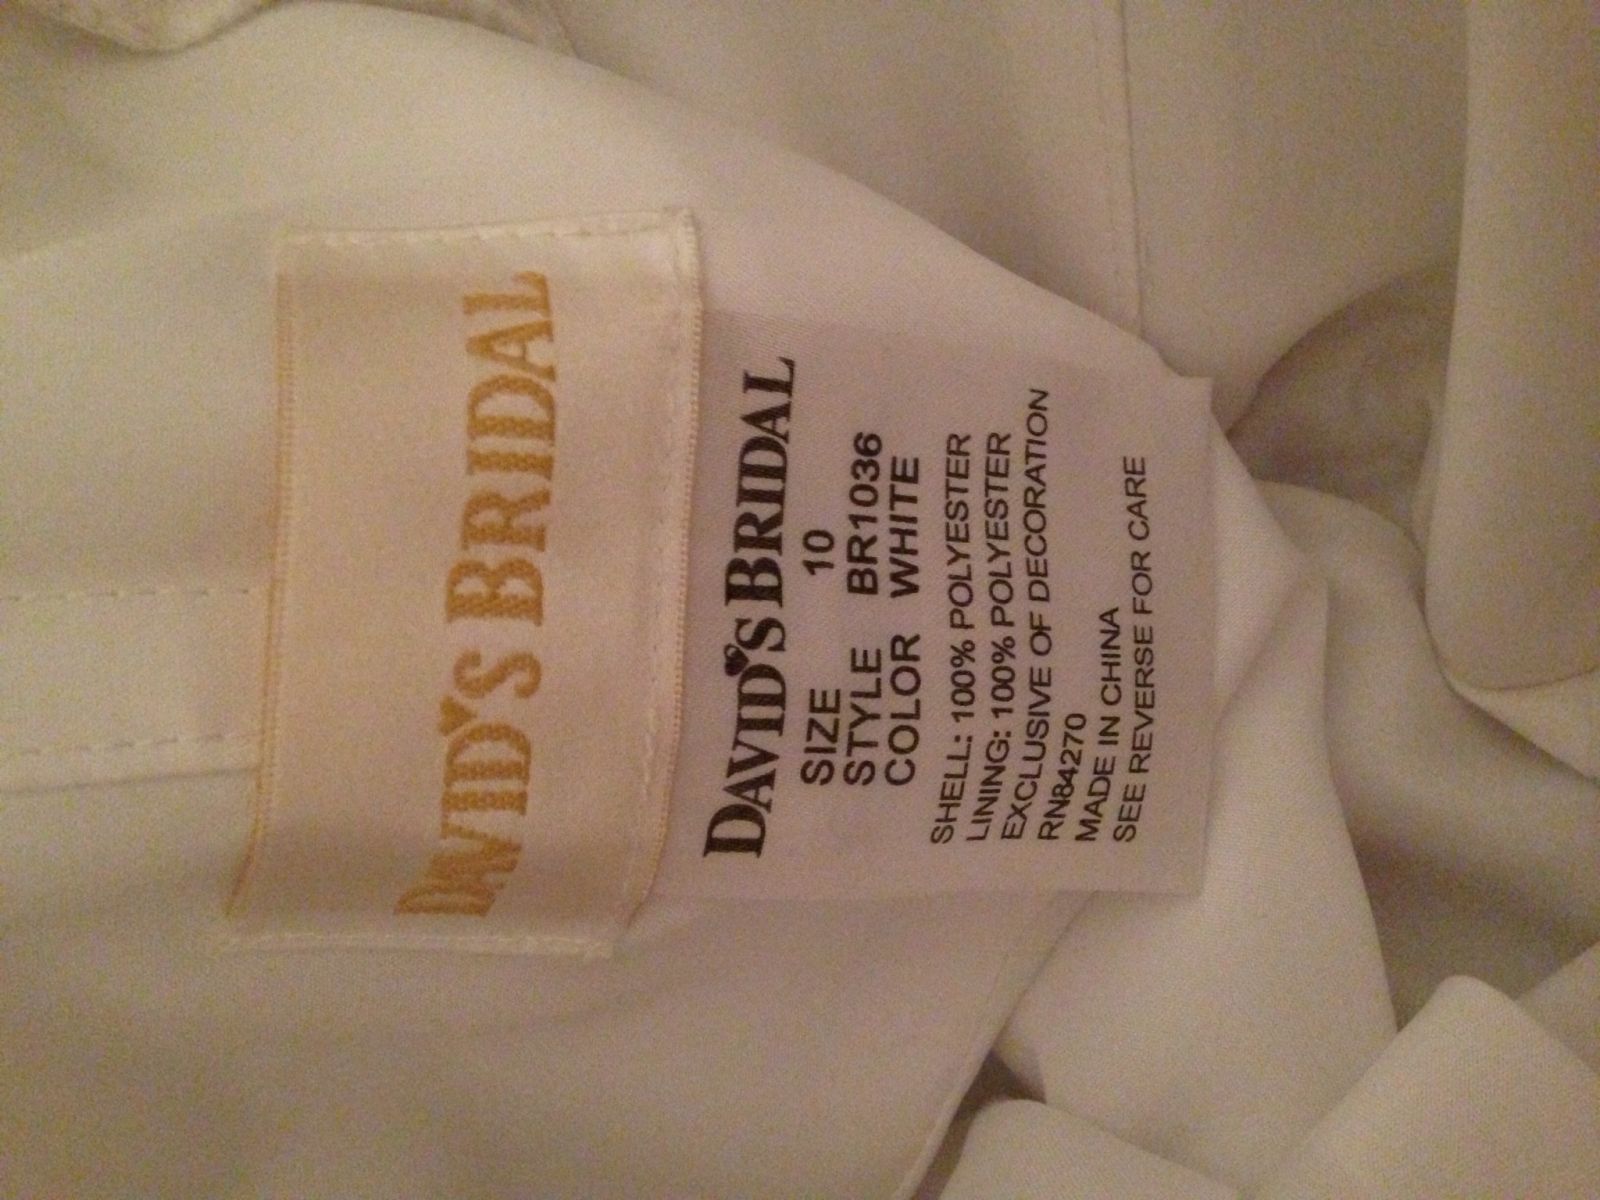 DAVID'S BRIDAL
DAVID'S BRIDAL
SIZE 10
STYLE BR1036
COLOR WHITE
SHELL: 100% POLYESTER
LINING: 100% POLYESTER
EXCLUSIVE OF DECORATION
RN84270
MADE IN CHINA
SEE REVERSE FOR CARE